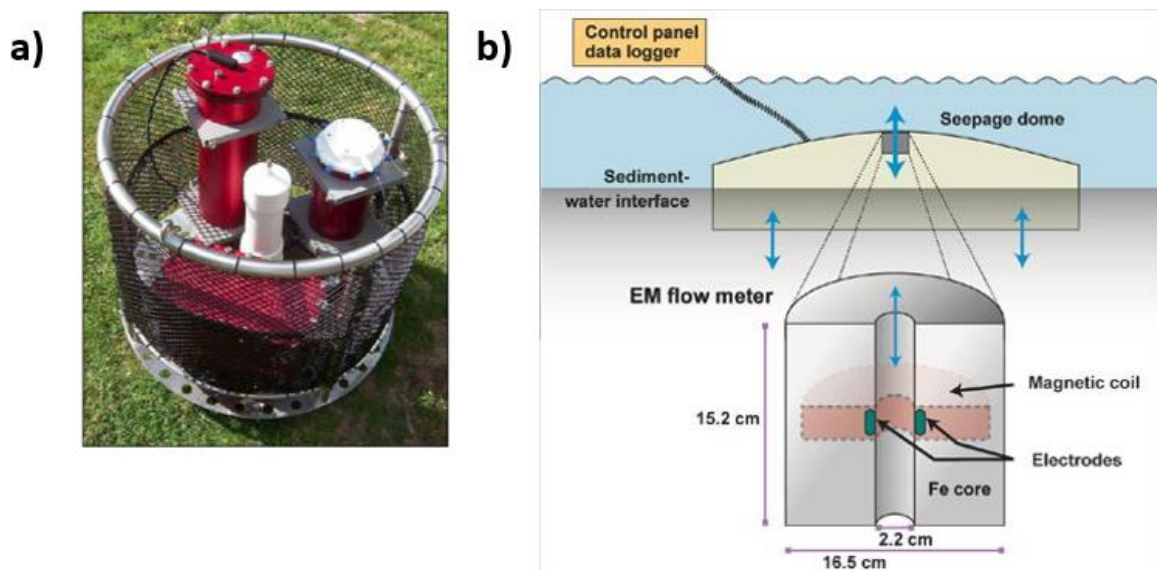 a)
b)
Control panel
data logger
Seepage dome
Sediment-
water interface
EM flow meter
Magnetic coil
15.2 cm
Electrodes
Fe core
2.2 cm
16.5 cm